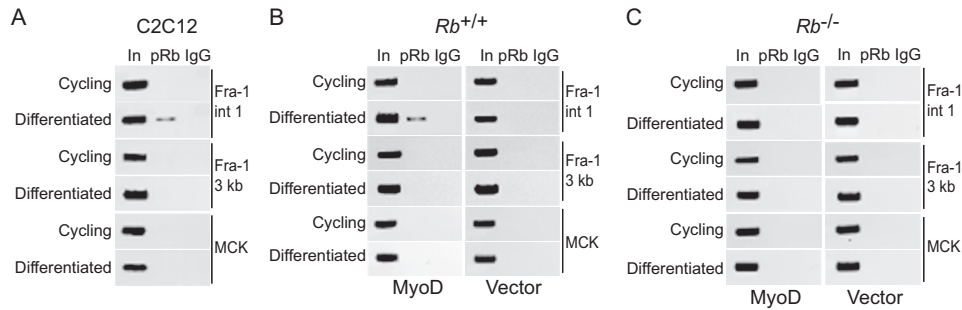 A
C2C12
In pRb IgG
Cycling
Differentiated
Fra-1
int 1
Cycling
Differentiated
Fra-1
3 kb
Cycling
Differentiated
MCK
B
Rb+/+
In pRb IgG In pRb IgG
Cycling
Differentiated
Fra-1
int 1
Cycling
Differentiated
Fra-1
3 kb
Cycling
Differentiated
MCK
MyoD Vector
C
Rb-/-
In pRb IgG In pRb IgG
Cycling
Differentiated
Fra-1
int 1
Cycling
Differentiated
Fra-1
3 kb
Cycling
Differentiated
MCK
MyoD Vector